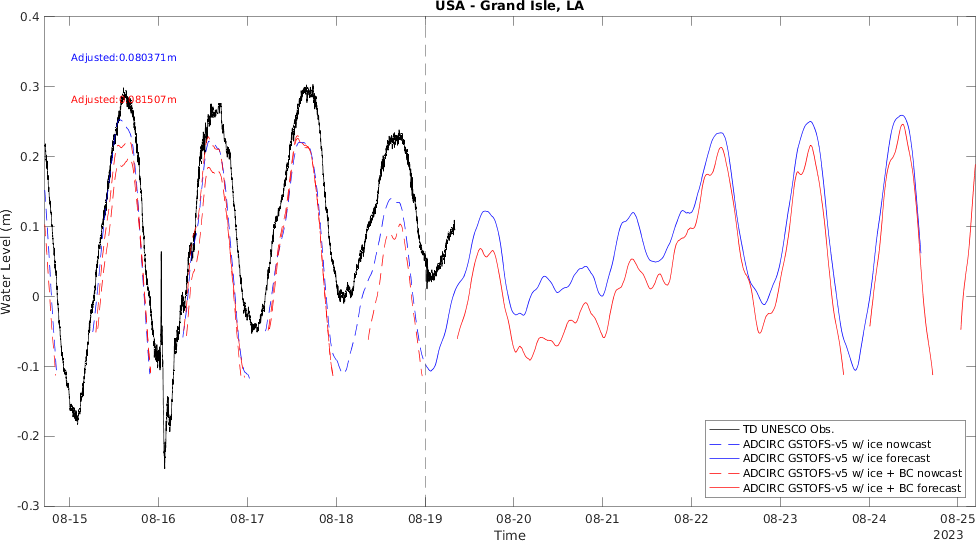 USA - Grand Isle, LA
0.4
0.3
0.2
0.1
0
-0.1
-0.2
-0.3
Water Level (m)
Adjusted:0.080371m
Adjusted:0.081507m
TD UNESCO Obs.
ADCIRC GSTOFS-v5 w/ ice nowcast
ADCIRC GSTOFS-v5 w/ ice forecast
ADCIRC GSTOFS-v5 w/ ice + BC nowcast
ADCIRC GSTOFS-v5 w/ ice + BC forecast
08-15 08-16 08-17 08-18 08-19 08-20 08-21 08-22 08-23 08-24 08-25
Time
2023